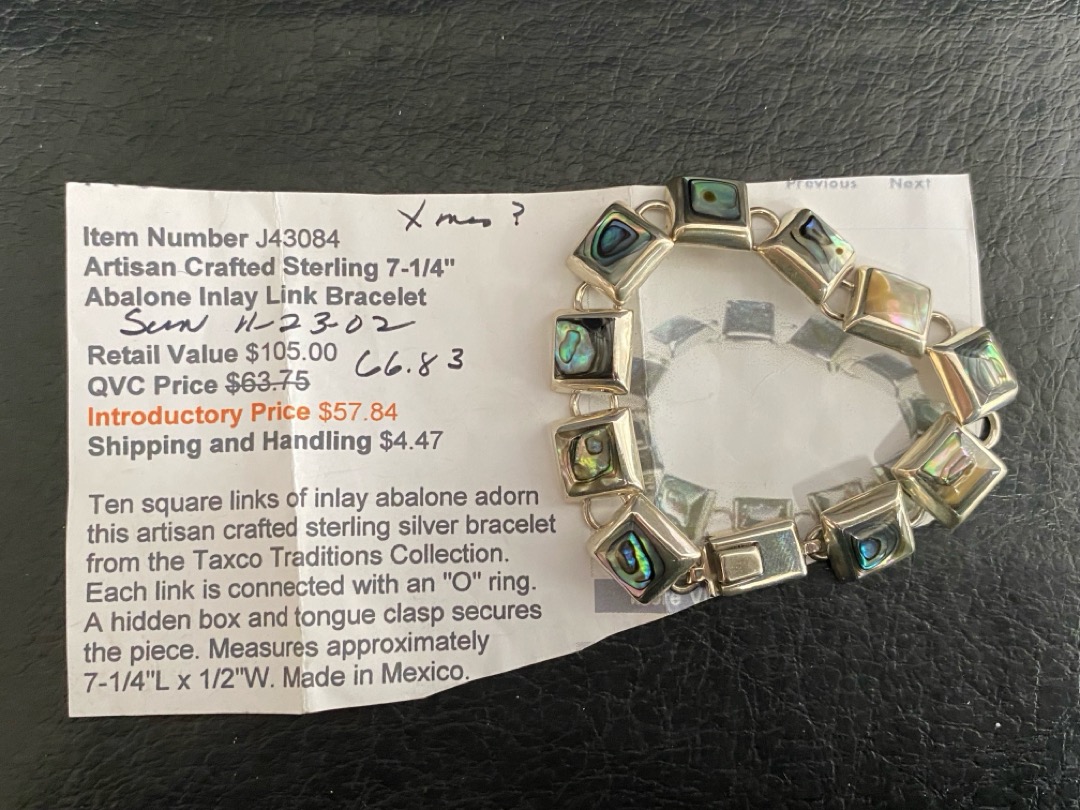 Previous Next
X mas ?
Item Number J43084
Artisan Crafted Sterling 7-1/4"
Abalone Inlay Link Bracelet
Sun 11-23-02
Retail Value $105.00
66.83
QVC Price $63.75
Introductory Price $57.84
Shipping and Handling $4.47
Ten square links of inlay abalone adorn
this artisan crafted sterling silver bracelet
from the Taxco Traditions Collection.
Each link is connected with an "O" ring.
A hidden box and tongue clasp secures
the piece. Measures approximately
7-1/4"L x 1/2"W. Made in Mexico.